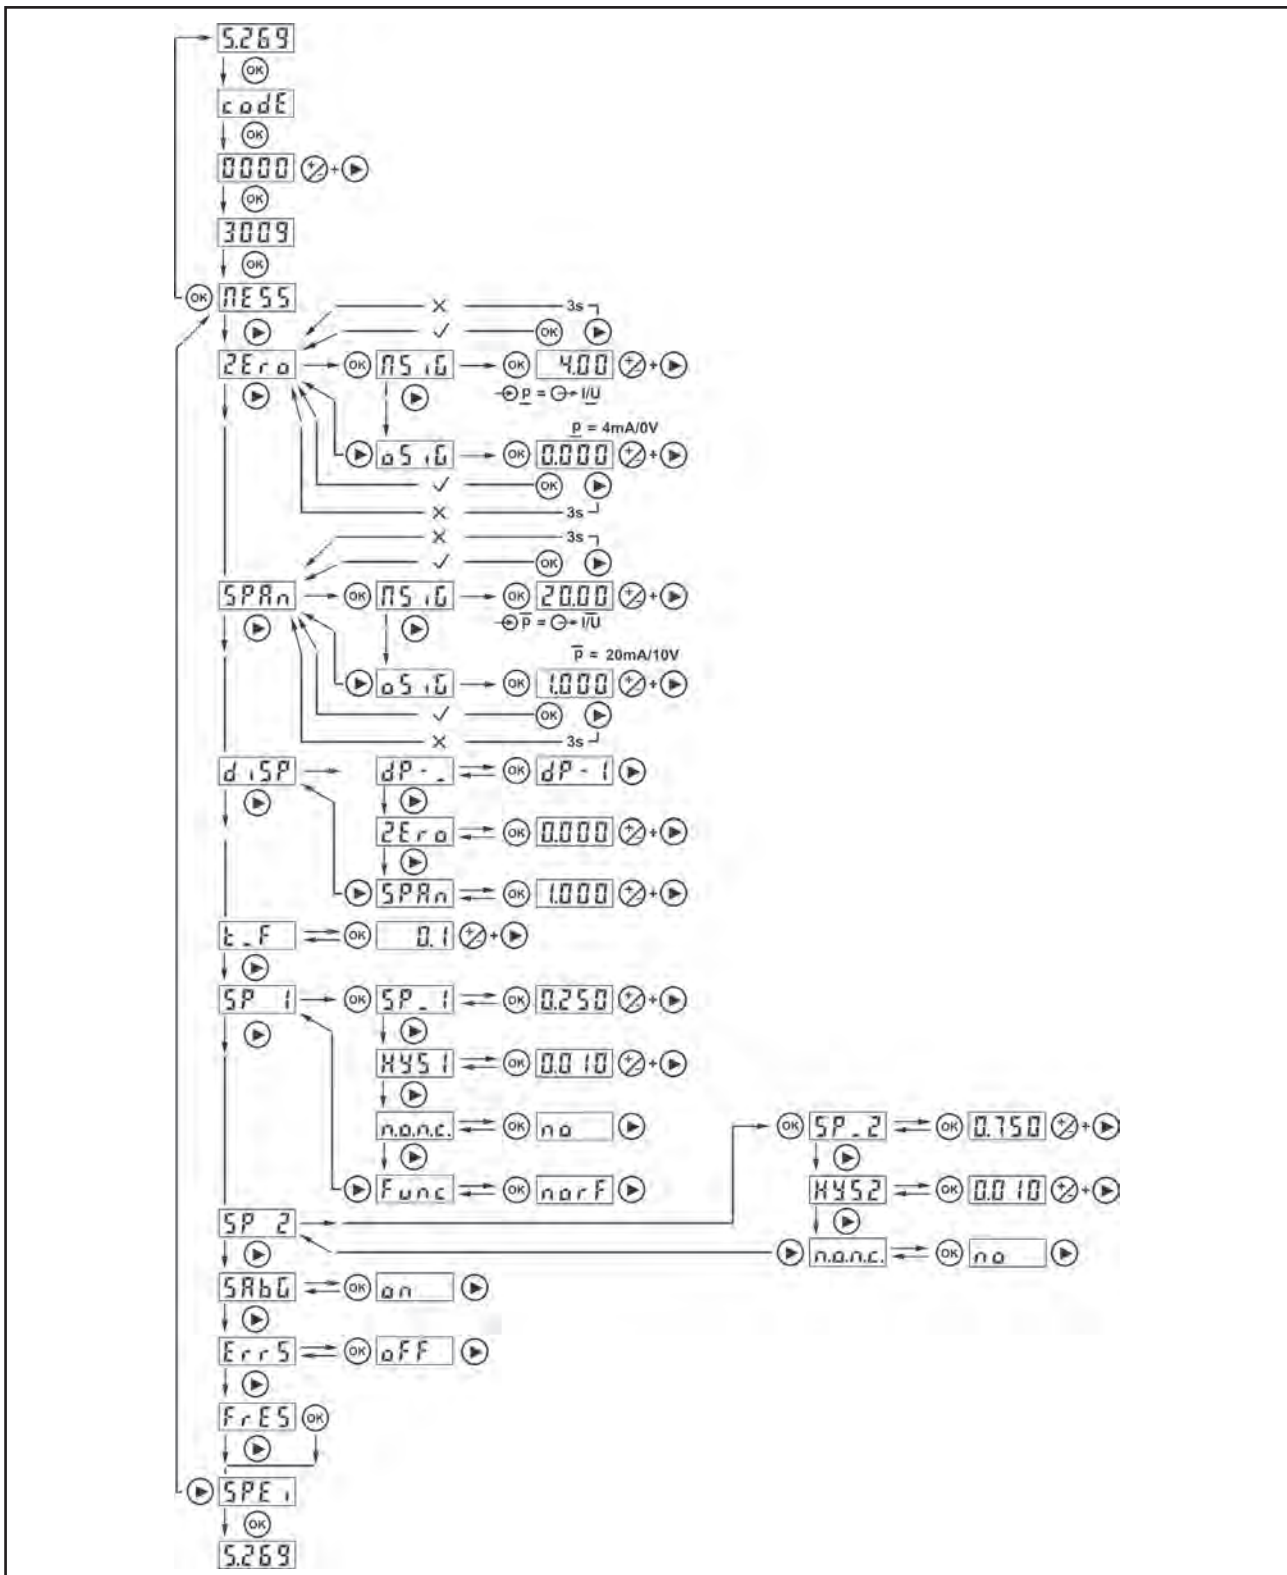 5.269
OK
codE
OK
0000 +/- +
OK
3009
OK
OK MESS
X 3s
✓ OK
2Ero OK MSiG OK 4.00 +/- +
p = I/U
p = 4mA/0V
oSiG OK 0.000 +/- +
✓ OK
X 3s
X 3s
✓ OK
SPAn OK MSiG OK 20.00 +/- +
p = I/U
p = 20mA/10V
oSiG OK 1.000 +/- +
✓ OK
X 3s
diSP dP-_ OK dP-1
2Ero OK 0.000 +/- +
SPAn OK 1.000 +/- +
t_F OK 0.1 +/- +
SP 1 OK SP_1 OK 0.250 +/- +
HYS1 OK 0.010 +/- +
n.o.n.c. OK no
OK SP_2 OK 0.750 +/- +
Func OK norF
HYS2 OK 0.010 +/- +
SP 2
n.o.n.c. OK no
SAbG OK on
ErrS OK oFF
FrES OK
SPEi
OK
5.269